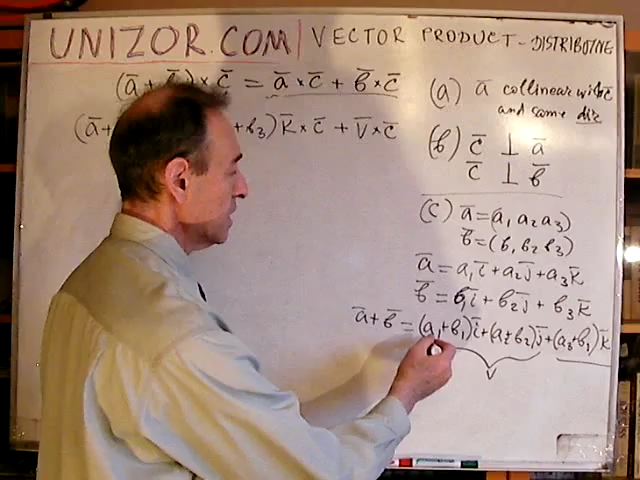 UNIZOR.COM | VECTOR PRODUCT - DISTRIBUTIVE
(ā + b̄) × c̄ = ā × c̄ + b̄ × c̄
(ā+ + b₃) k̄ × c̄ + v̄ × c̄
(a) ā collinear with c̄
and same dir
(b) c̄ ⊥ ā
c̄ ⊥ b̄
(c) ā = (a₁ a₂ a₃)
b̄ = (b₁ b₂ b₃)
ā = a₁ī + a₂j̄ + a₃k̄
b̄ = b₁ī + b₂j̄ + b₃k̄
ā + b̄ = (a₁+b₁)ī + (a₂+b₂)j̄ + (a₃+b₃)k̄
v